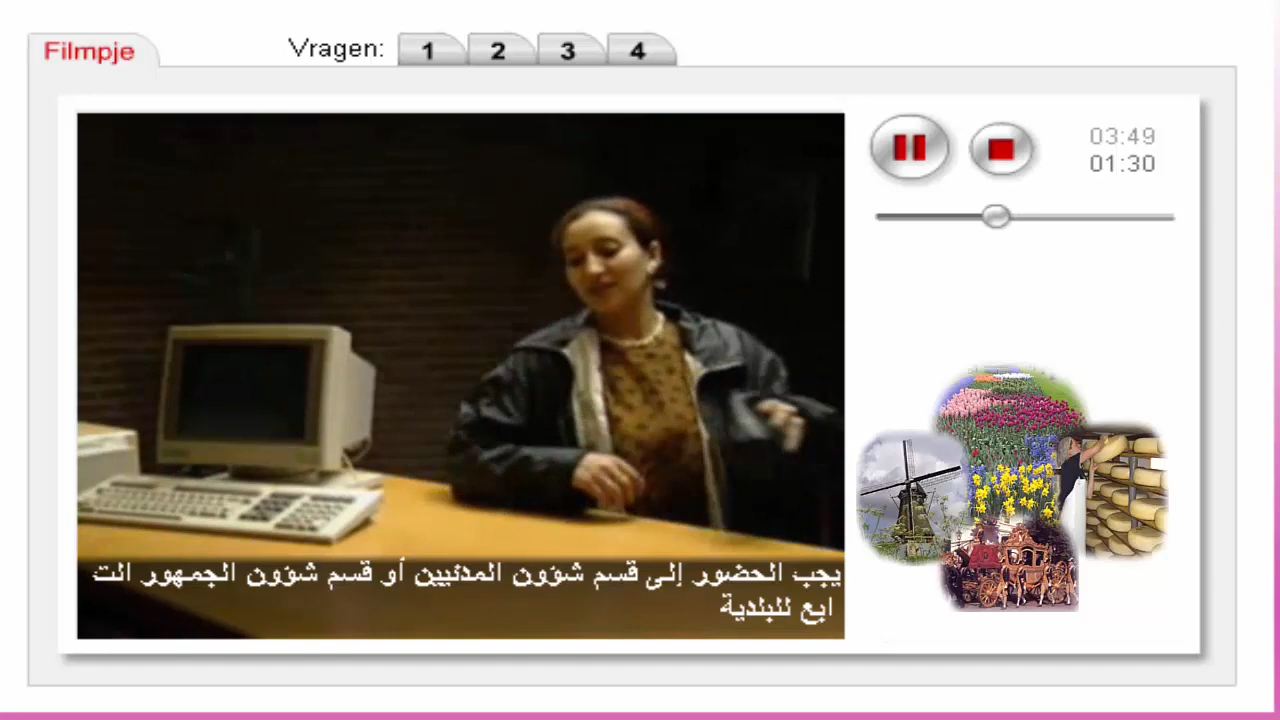 Filmpje
Vragen: 1 2 3 4
03:49
01:30
يجب الحضور إلى قسم شؤون المدنيين أو قسم شؤون الجمهور الت
ابع للبلدية